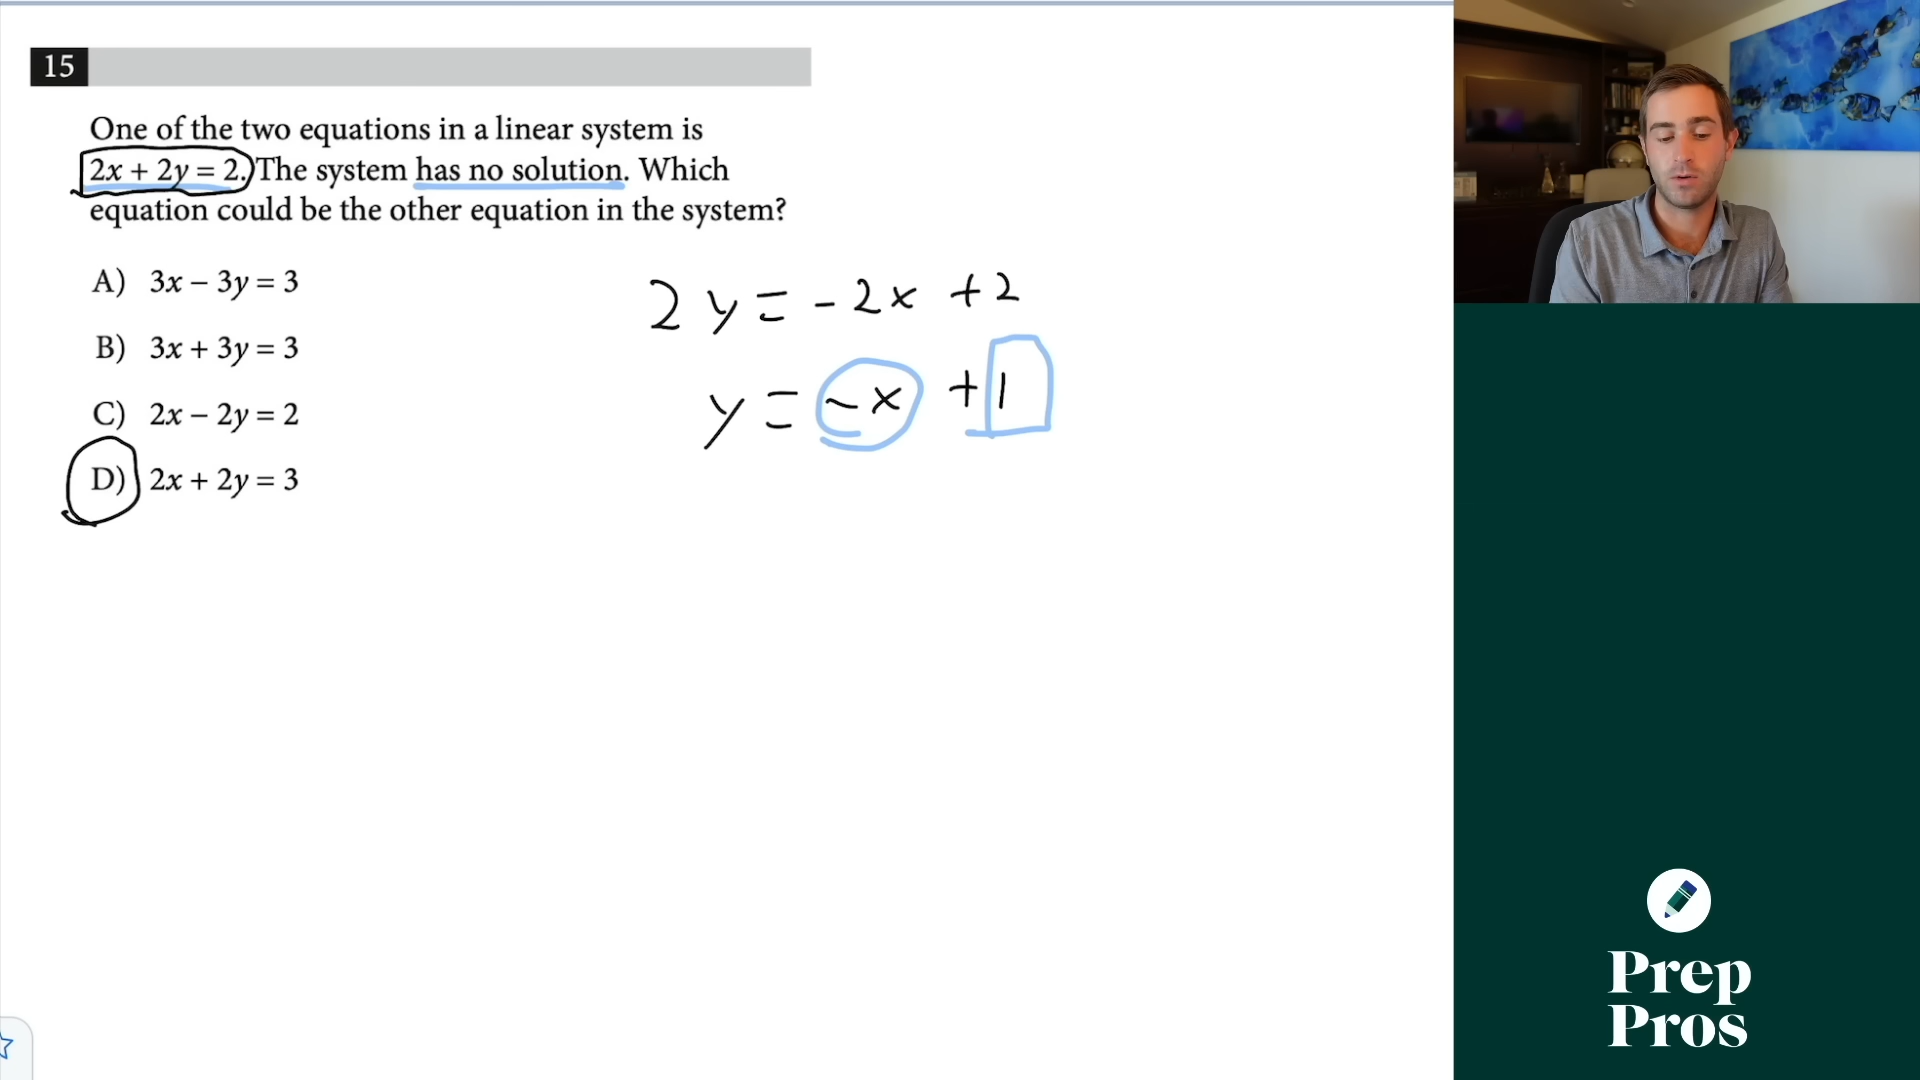 15
One of the two equations in a linear system is
2x + 2y = 2. The system has no solution. Which
equation could be the other equation in the system?
A) 3x – 3y = 3
B) 3x + 3y = 3
C) 2x – 2y = 2
D) 2x + 2y = 3
2y = -2x +2
y = -x +1
Prep
Pros